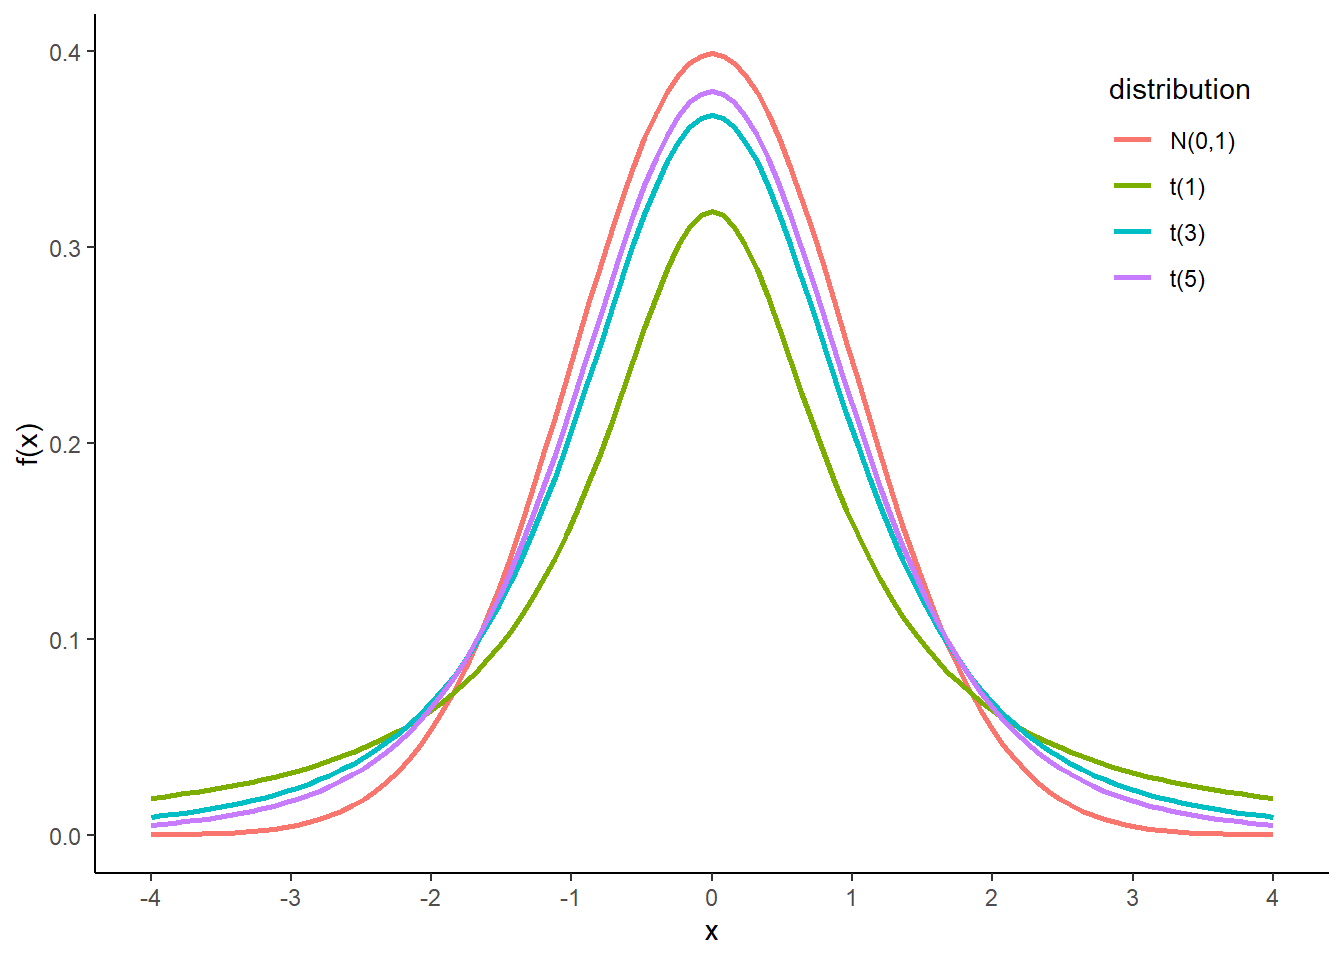 distribution
N(0,1)
t(1)
t(3)
t(5)
f(x)
0.4
0.3
0.2
0.1
0.0
-4 -3 -2 -1 0 1 2 3 4
x